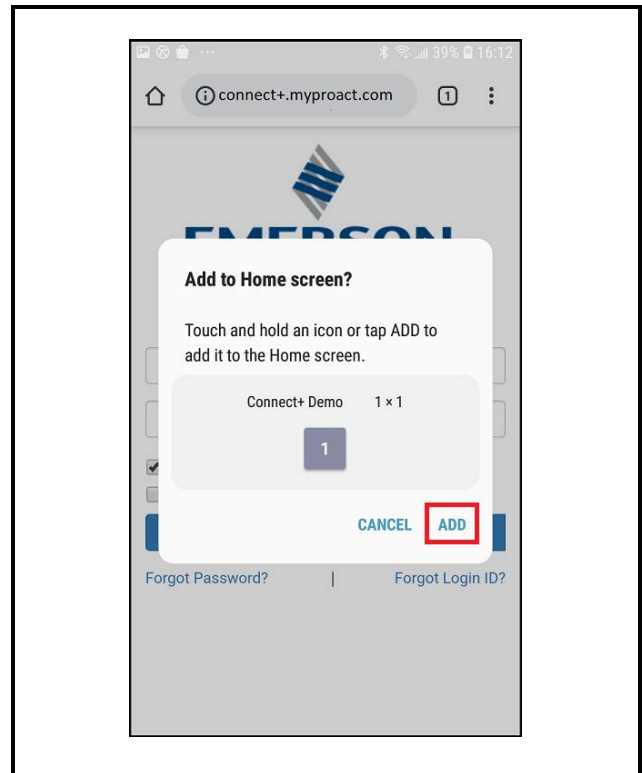 39% 16:12
connect+.myproact.com 1
EMERSON
Add to Home screen?
Touch and hold an icon or tap ADD to
add it to the Home screen.
Connect+ Demo 1 × 1
1
CANCEL ADD
Forgot Password? | Forgot Login ID?